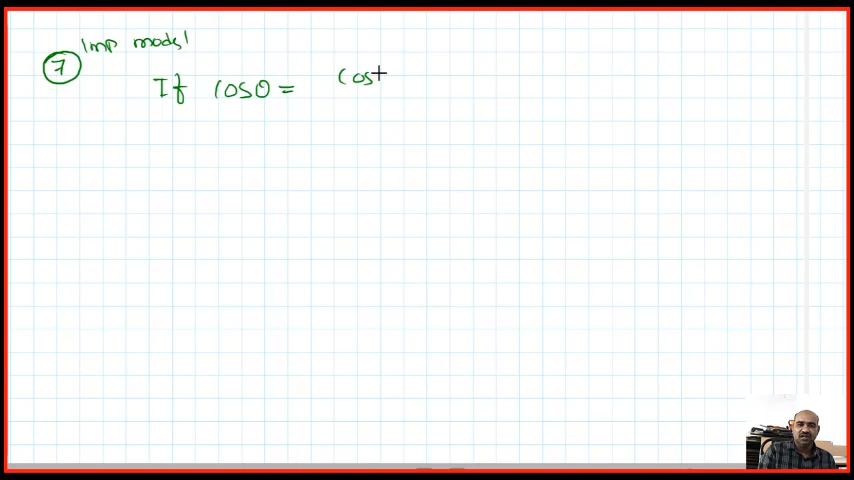 Imp model
7
If cosθ = cos